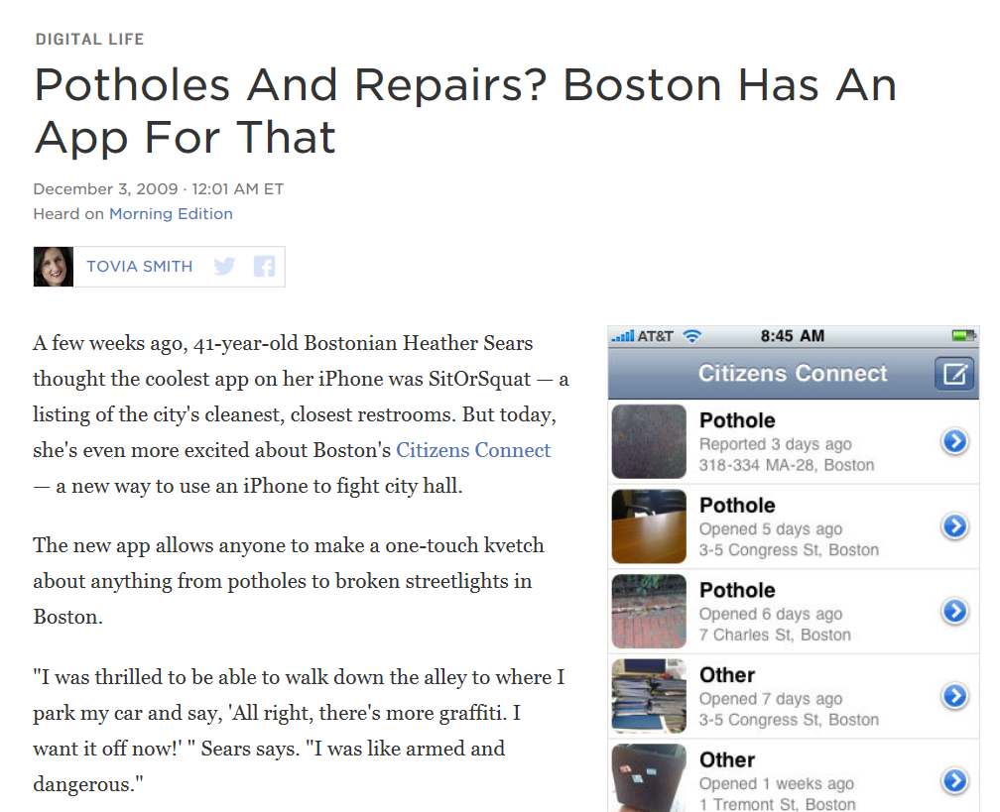 DIGITAL LIFE
Potholes And Repairs? Boston Has An
App For That
December 3, 2009 · 12:01 AM ET
Heard on Morning Edition
TOVIA SMITH
A few weeks ago, 41-year-old Bostonian Heather Sears
thought the coolest app on her iPhone was SitOrSquat — a
listing of the city's cleanest, closest restrooms. But today,
she's even more excited about Boston's Citizens Connect
— a new way to use an iPhone to fight city hall.
The new app allows anyone to make a one-touch kvetch
about anything from potholes to broken streetlights in
Boston.
"I was thrilled to be able to walk down the alley to where I
park my car and say, 'All right, there's more graffiti. I
want it off now!' " Sears says. "I was like armed and
dangerous."
AT&T 8:45 AM
Citizens Connect
Pothole
Reported 3 days ago
318-334 MA-28, Boston
Pothole
Opened 5 days ago
3-5 Congress St, Boston
Pothole
Opened 6 days ago
7 Charles St, Boston
Other
Opened 7 days ago
3-5 Congress St, Boston
Other
Opened 1 weeks ago
1 Tremont St, Boston